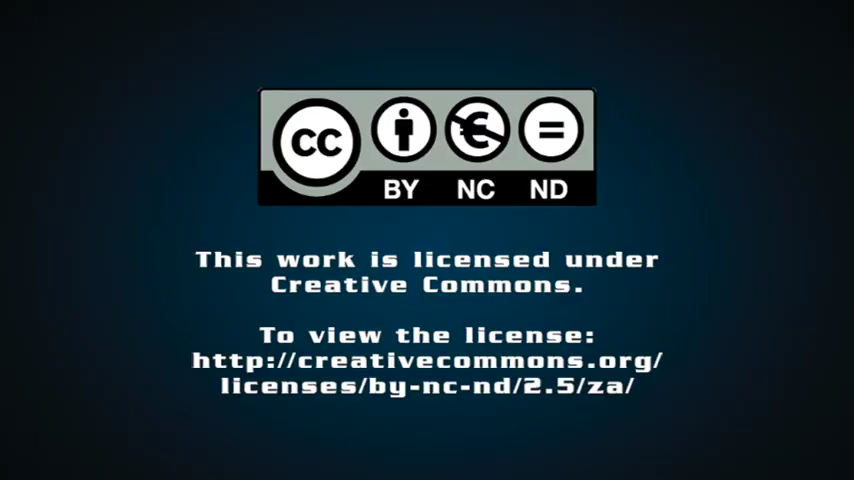 CC
BY NC ND
This work is licensed under
Creative Commons.
To view the license:
http://creativecommons.org/
licenses/by-nc-nd/2.5/za/